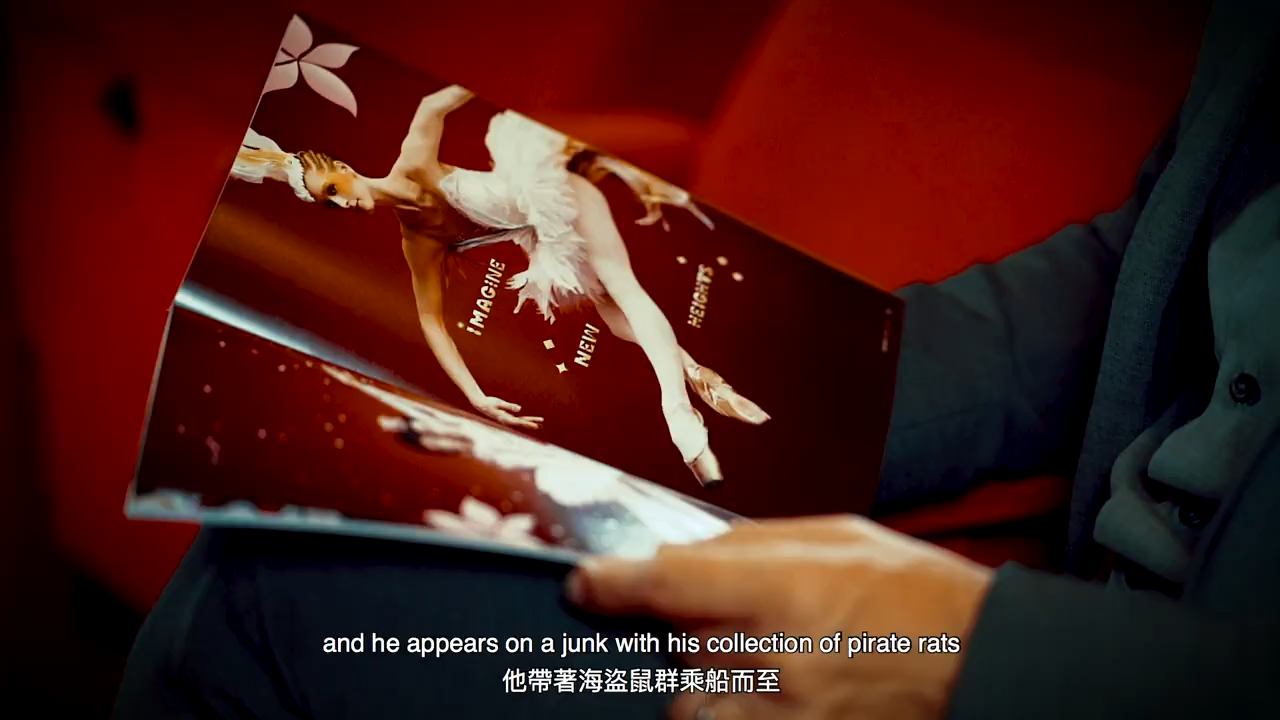 IMAGINE
NEW
HEIGHTS
and he appears on a junk with his collection of pirate rats
他帶著海盜鼠群乘船而至